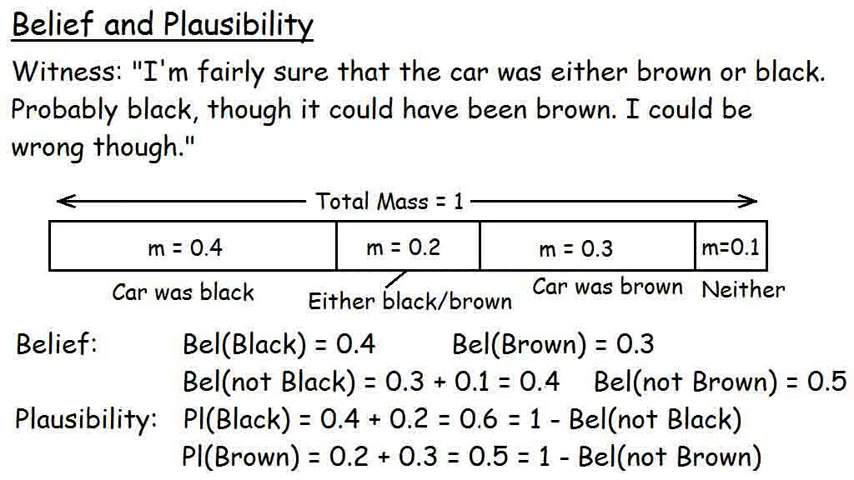 Belief and Plausibility
Witness: "I'm fairly sure that the car was either brown or black.
Probably black, though it could have been brown. I could be
wrong though."
Total Mass = 1
m = 0.4 m = 0.2 m = 0.3 m=0.1
Car was black Either black/brown Car was brown Neither
Belief: Bel(Black) = 0.4 Bel(Brown) = 0.3
Bel(not Black) = 0.3 + 0.1 = 0.4 Bel(not Brown) = 0.5
Plausibility: Pl(Black) = 0.4 + 0.2 = 0.6 = 1 - Bel(not Black)
Pl(Brown) = 0.2 + 0.3 = 0.5 = 1 - Bel(not Brown)